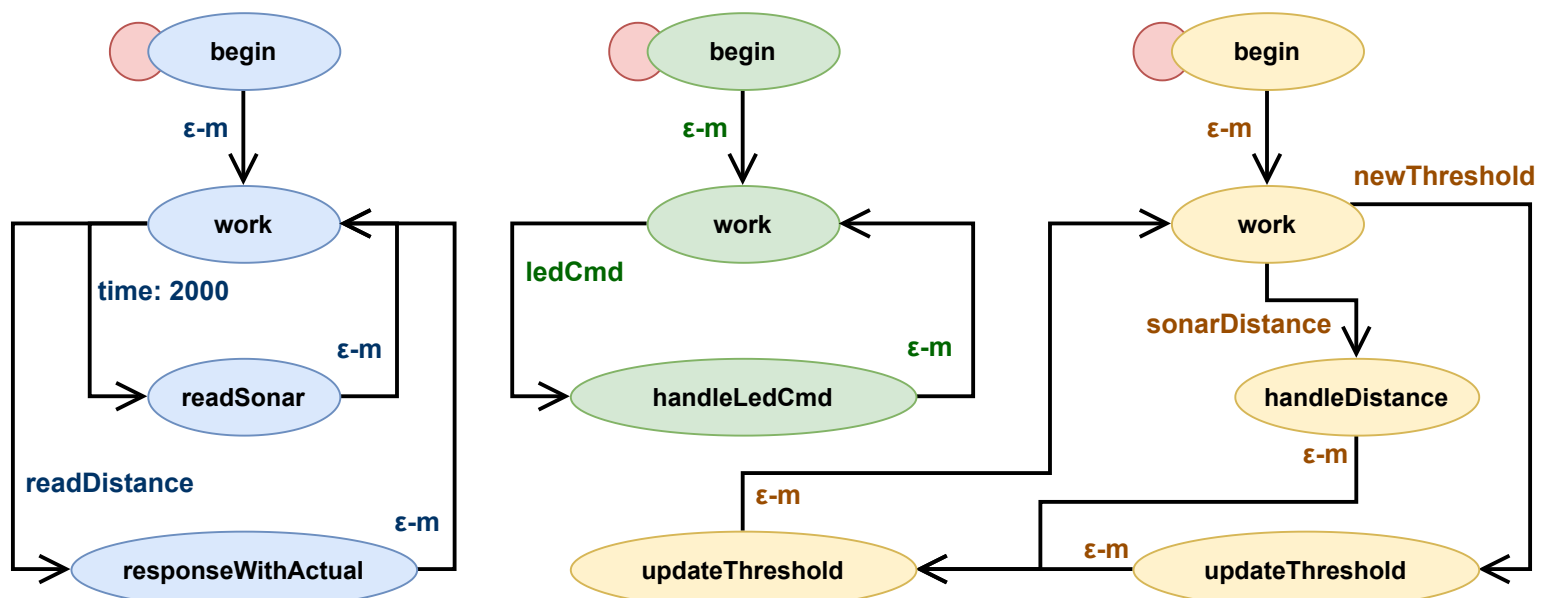 begin
ε-m
work
time: 2000
ε-m
readSonar
readDistance
ε-m
responseWithActual
begin
ε-m
work
ledCmd
ε-m
handleLedCmd
begin
ε-m
newThreshold
work
sonarDistance
handleDistance
ε-m
ε-m
updateThreshold
ε-m
updateThreshold